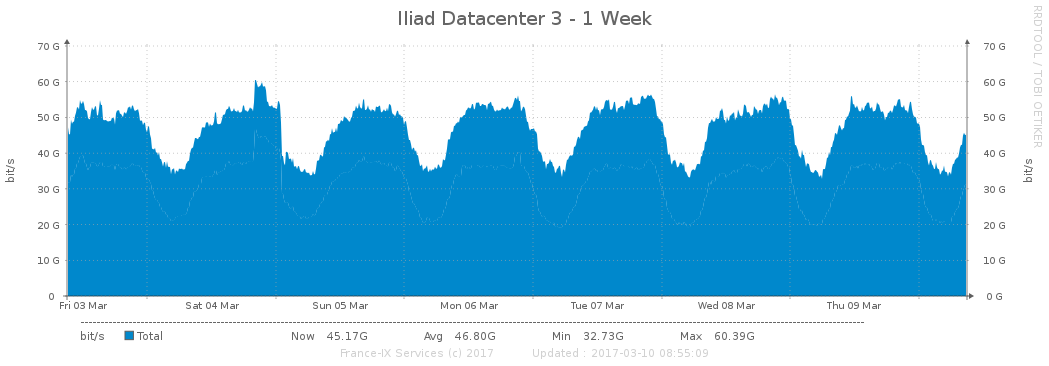 Iliad Datacenter 3 - 1 Week
RRDTOOL / TOBI OETIKER
70 G 70 G
60 G 60 G
50 G 50 G
40 G 40 G
30 G 30 G
20 G 20 G
10 G 10 G
0 0 G
bit/s bit/s
Fri 03 Mar Sat 04 Mar Sun 05 Mar Mon 06 Mar Tue 07 Mar Wed 08 Mar Thu 09 Mar
bit/s Total Now 45.17G Avg 46.80G Min 32.73G Max 60.39G
France-IX Services (c) 2017 Updated : 2017-03-10 08:55:09